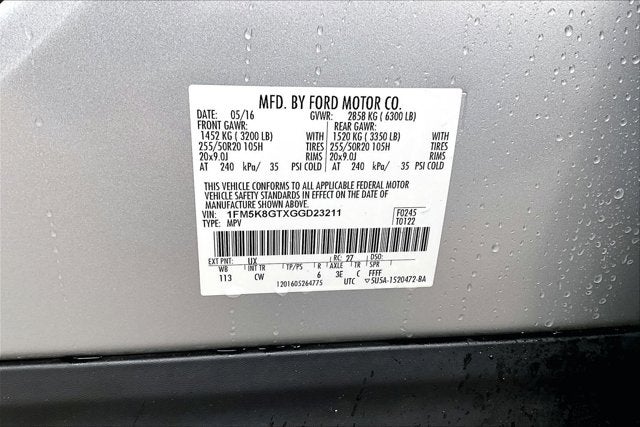 MFD. BY FORD MOTOR CO.
DATE: 05/16 GVWR: 2858 KG ( 6300 LB)
FRONT GAWR: REAR GAWR:
1452 KG ( 3200 LB) WITH 1520 KG ( 3350 LB) WITH
255/50R20 105H TIRES 255/50R20 105H TIRES
20x9.0J RIMS 20x9.0J RIMS
AT 240 kPa/ 35 PSI COLD AT 240 kPa/ 35 PSI COLD
THIS VEHICLE CONFORMS TO ALL APPLICABLE FEDERAL MOTOR
VEHICLE SAFETY STANDARDS IN EFFECT ON THE DATE OF
MANUFACTURE SHOWN ABOVE.
VIN: 1FM5K8GTXGGD23211 F0245
TYPE: MPV T0122
EXT PNT: UX RC: 27 DSO:
WB INT TR TP/PS R AXLE TR SPR
113 CW 6 3E C FFFF
1201605264775 UTC ▽5U5A-1520472-BA